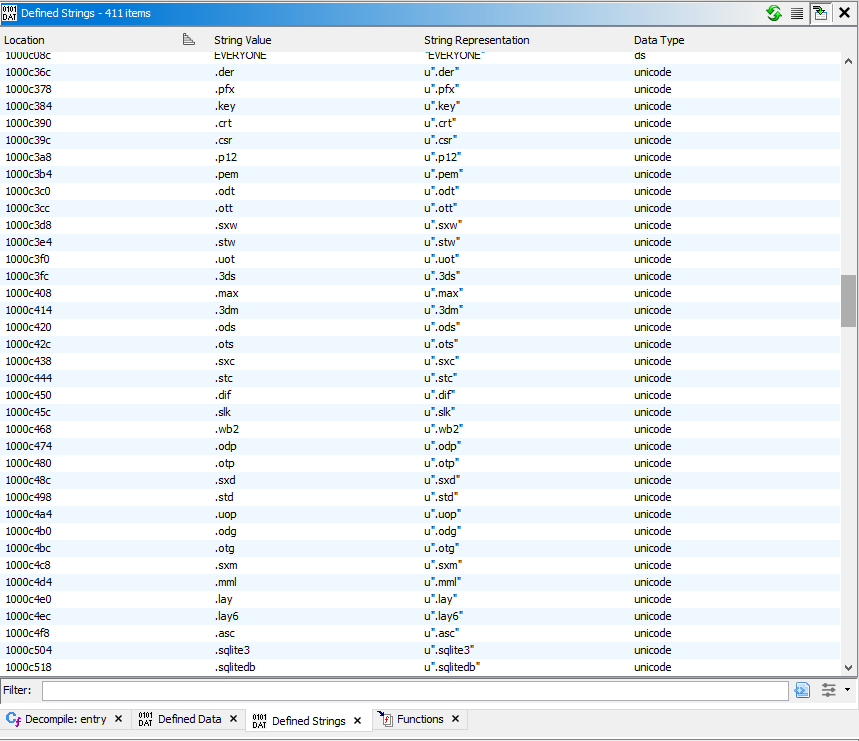 0101 DAT Defined Strings - 411 items
Location String Value String Representation Data Type
1000c08c EVERYONE "EVERYONE" ds
1000c36c .der u".der" unicode
1000c378 .pfx u".pfx" unicode
1000c384 .key u".key" unicode
1000c390 .crt u".crt" unicode
1000c39c .csr u".csr" unicode
1000c3a8 .p12 u".p12" unicode
1000c3b4 .pem u".pem" unicode
1000c3c0 .odt u".odt" unicode
1000c3cc .ott u".ott" unicode
1000c3d8 .sxw u".sxw" unicode
1000c3e4 .stw u".stw" unicode
1000c3f0 .uot u".uot" unicode
1000c3fc .3ds u".3ds" unicode
1000c408 .max u".max" unicode
1000c414 .3dm u".3dm" unicode
1000c420 .ods u".ods" unicode
1000c42c .ots u".ots" unicode
1000c438 .sxc u".sxc" unicode
1000c444 .stc u".stc" unicode
1000c450 .dif u".dif" unicode
1000c45c .slk u".slk" unicode
1000c468 .wb2 u".wb2" unicode
1000c474 .odp u".odp" unicode
1000c480 .otp u".otp" unicode
1000c48c .sxd u".sxd" unicode
1000c498 .std u".std" unicode
1000c4a4 .uop u".uop" unicode
1000c4b0 .odg u".odg" unicode
1000c4bc .otg u".otg" unicode
1000c4c8 .sxm u".sxm" unicode
1000c4d4 .mml u".mml" unicode
1000c4e0 .lay u".lay" unicode
1000c4ec .lay6 u".lay6" unicode
1000c4f8 .asc u".asc" unicode
1000c504 .sqlite3 u".sqlite3" unicode
1000c518 .sqlitedb u".sqlitedb" unicode
Filter:
Decompile: entry 0101 DAT Defined Data 0101 DAT Defined Strings f Functions